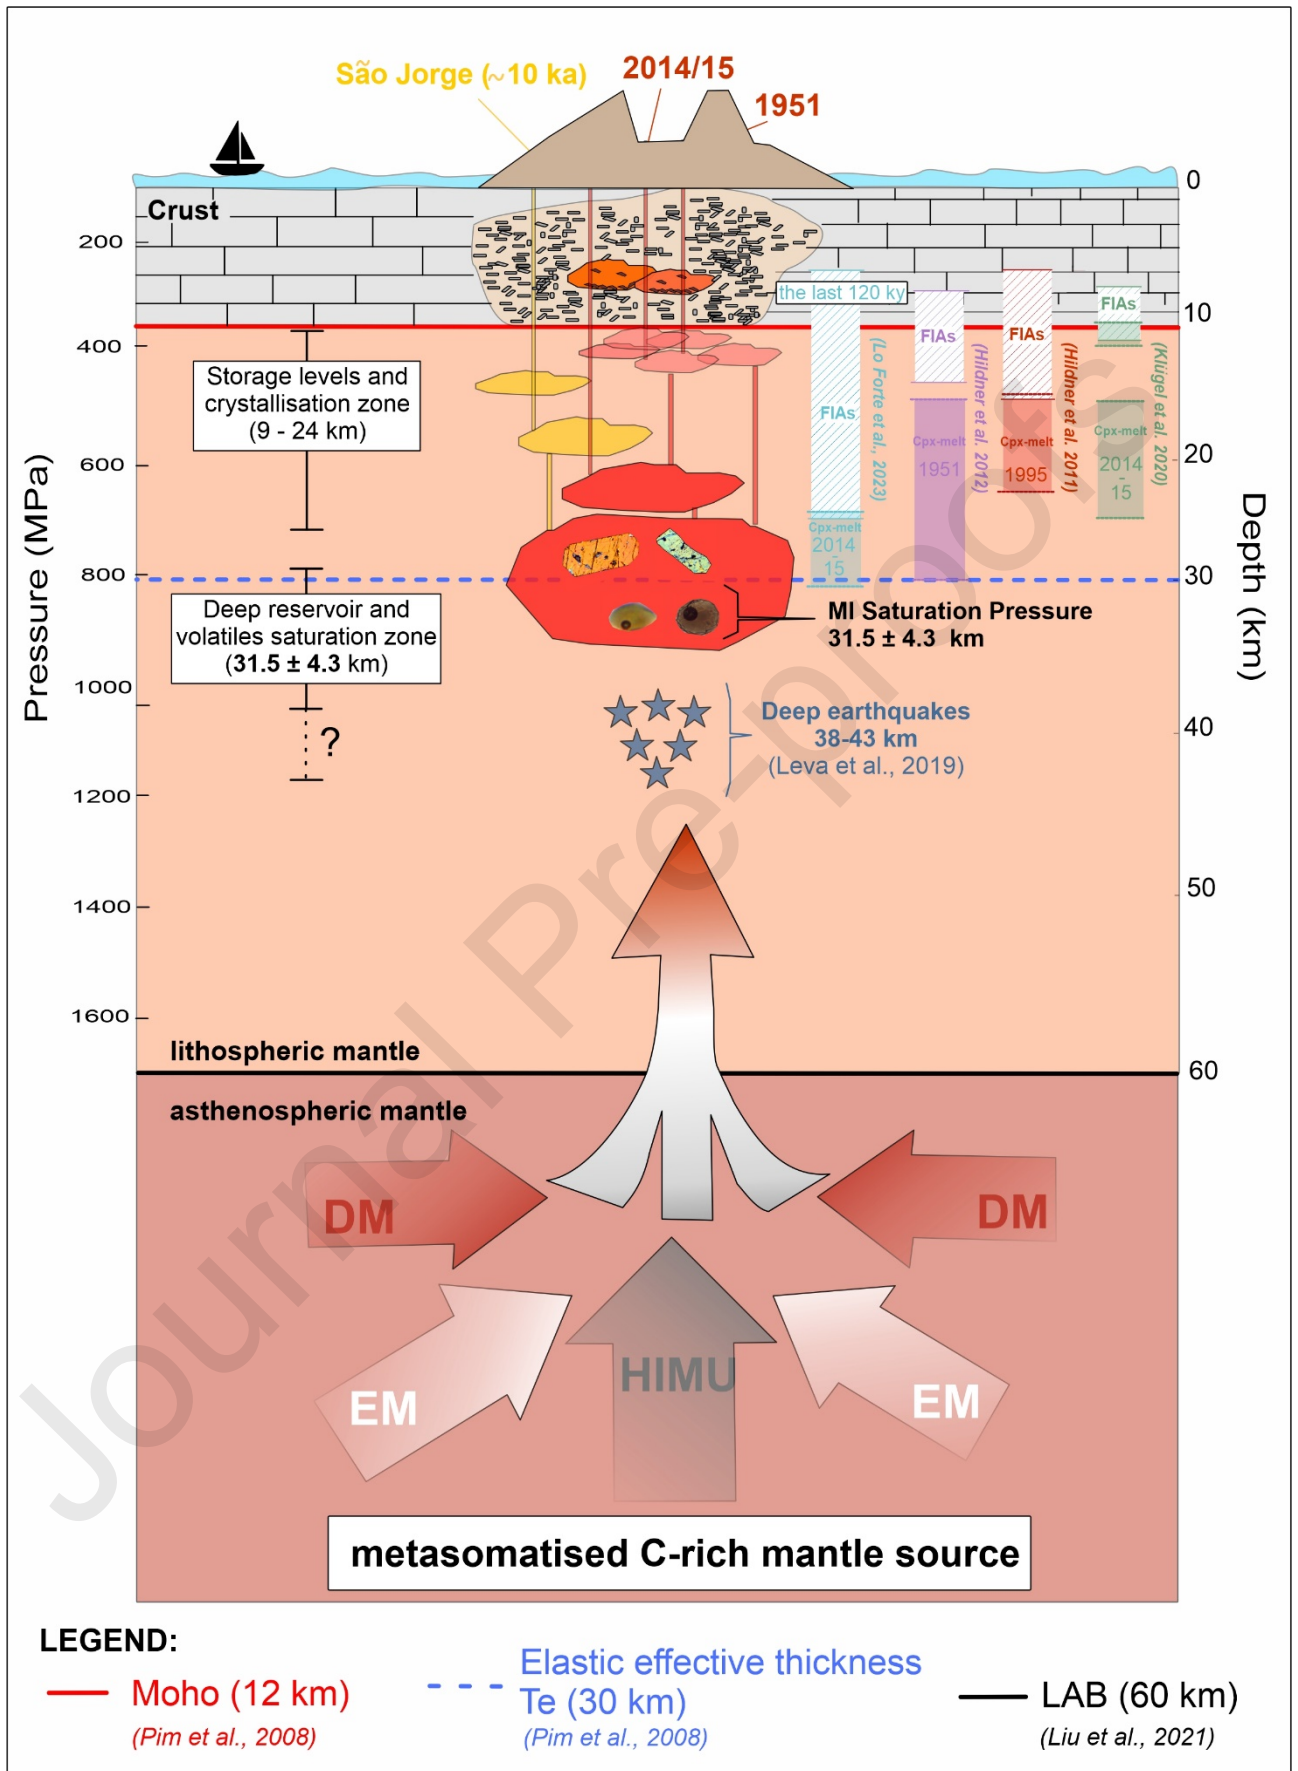 São Jorge (~10 ka)
2014/15
1951
Crust
0
200
the last 120 ky
FIAs
FIAs
FIAs
FIAs
10
400
Storage levels and
crystallisation zone
(9 - 24 km)
(Lo Forte et al., 2023)
(Hildner et al. 2012)
(Hildner et al. 2011)
(Klügel et al. 2020)
Cpx-melt
1951
Cpx-melt
1995
Cpx-melt
2014
-
15
20
600
Cpx-melt
2014
-
15
Pressure (MPa)
Depth (km)
800
30
Deep reservoir and
volatiles saturation zone
(31.5 ± 4.3 km)
MI Saturation Pressure
31.5 ± 4.3 km
1000
?
Deep earthquakes
38-43 km
(Leva et al., 2019)
40
1200
50
1400
1600
lithospheric mantle
60
asthenospheric mantle
DM
DM
HIMU
EM
EM
metasomatised C-rich mantle source
Journal Pre-proofs
LEGEND:
Moho (12 km)
(Pim et al., 2008)
Elastic effective thickness
Te (30 km)
(Pim et al., 2008)
LAB (60 km)
(Liu et al., 2021)